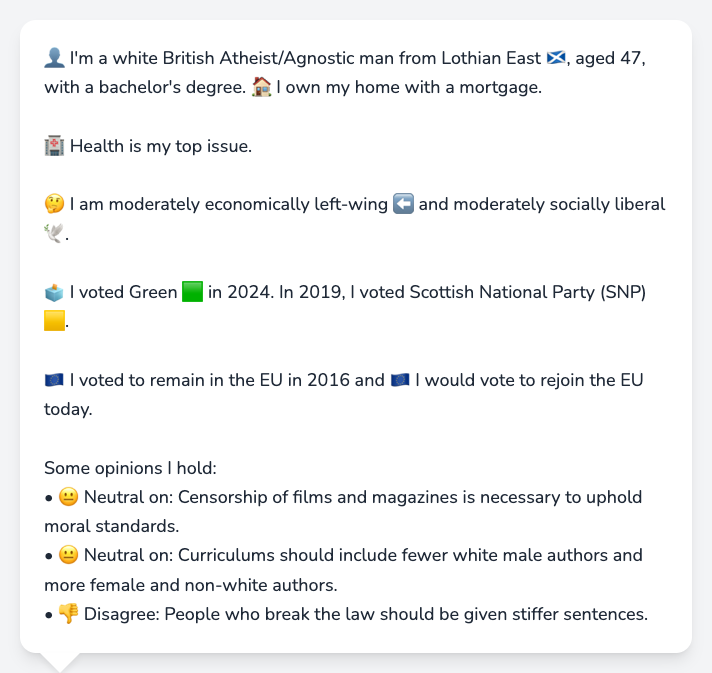 👤 I'm a white British Atheist/Agnostic man from Lothian East 🏴󠁧󠁢󠁳󠁣󠁴󠁿, aged 47,
with a bachelor's degree. 🏠 I own my home with a mortgage.
🏥 Health is my top issue.
🤔 I am moderately economically left-wing ⬅️ and moderately socially liberal
🕊️.
🗳️ I voted Green 🟩 in 2024. In 2019, I voted Scottish National Party (SNP)
🟨.
🇪🇺 I voted to remain in the EU in 2016 and 🇪🇺 I would vote to rejoin the EU
today.
Some opinions I hold:
• 😐 Neutral on: Censorship of films and magazines is necessary to uphold
moral standards.
• 😐 Neutral on: Curriculums should include fewer white male authors and
more female and non-white authors.
• 👎 Disagree: People who break the law should be given stiffer sentences.